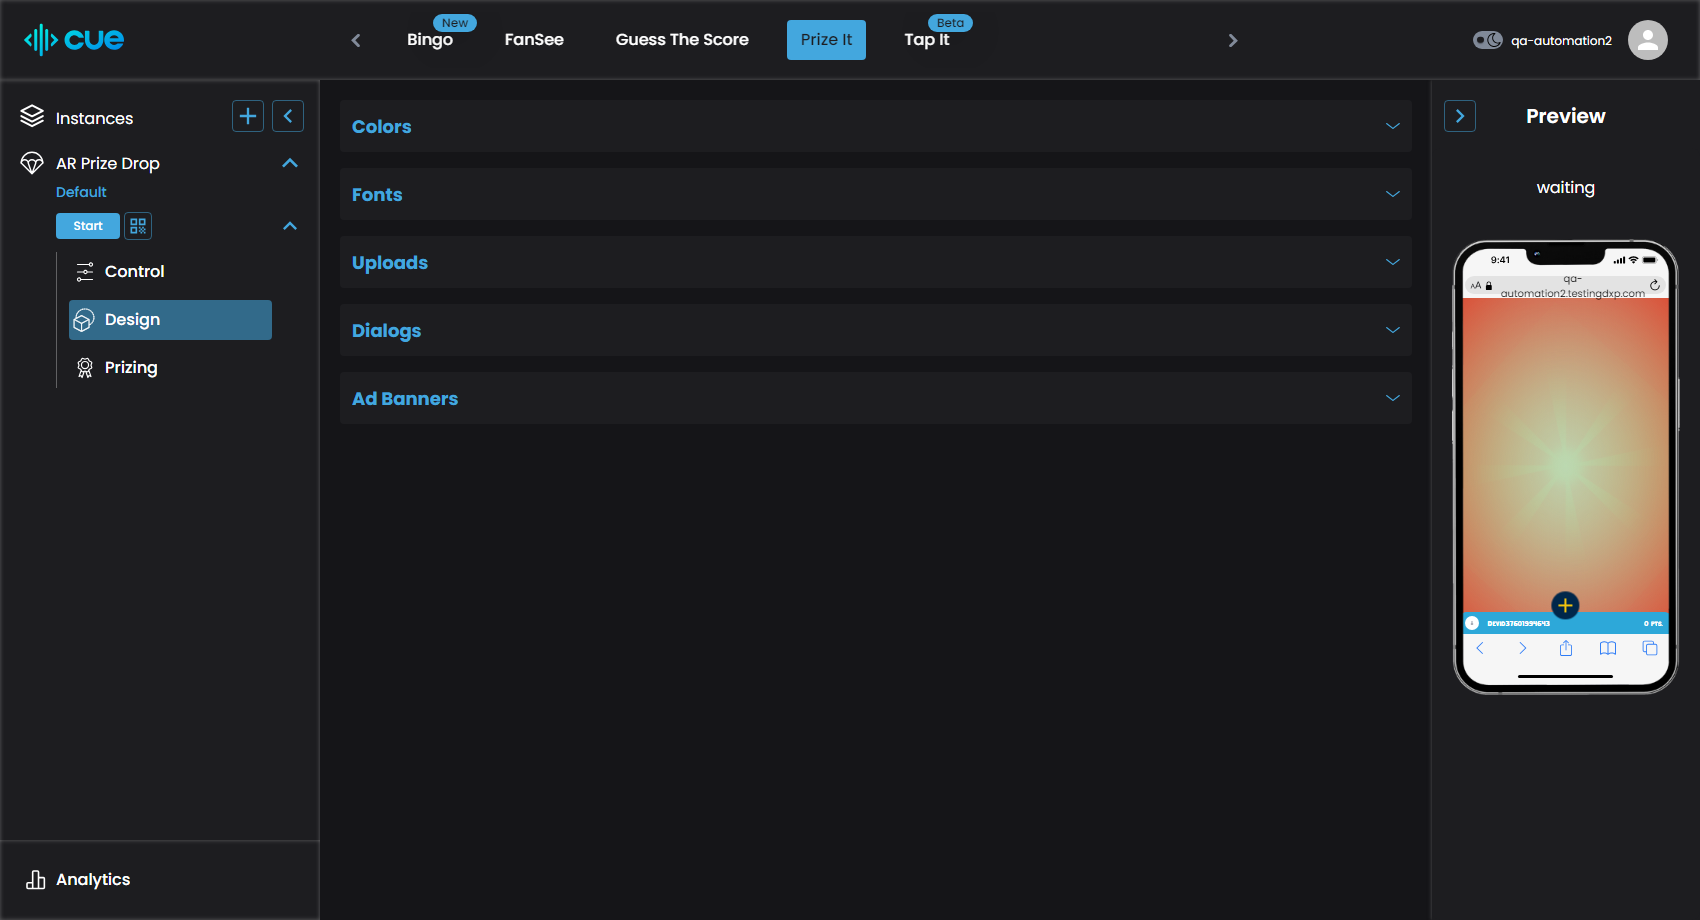 cue
New
Bingo
FanSee
Guess The Score
Prize It
Beta
Tap It
qa-automation2
Instances
AR Prize Drop
Default
Start
Control
Design
Prizing
Analytics
Colors
Fonts
Uploads
Dialogs
Ad Banners
Preview
waiting
9:41
AA
qa-
automation2.testingdxp.com
0 PTS.